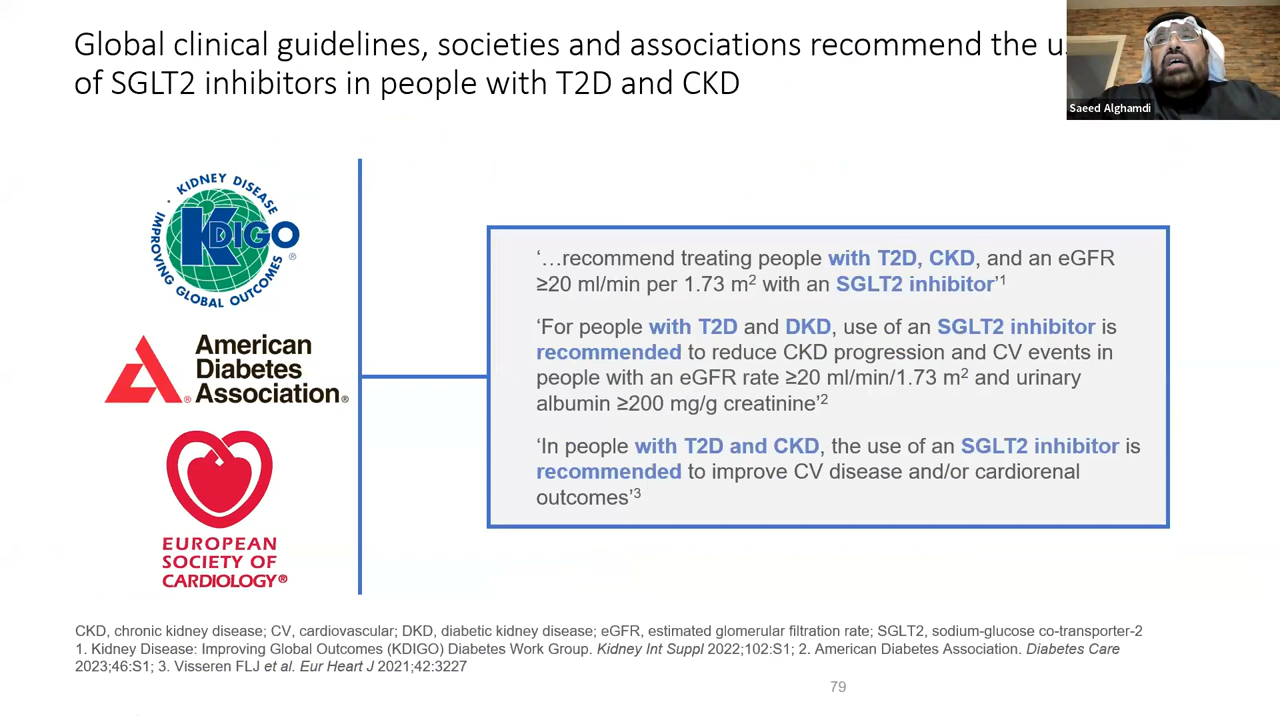 Global clinical guidelines, societies and associations recommend the u
of SGLT2 inhibitors in people with T2D and CKD
Saeed Alghamdi
KIDNEY DISEASE
IMPROVING GLOBAL OUTCOMES
KDIGO®
American
Diabetes
Association®
EUROPEAN
SOCIETY OF
CARDIOLOGY®
‘…recommend treating people with T2D, CKD, and an eGFR
≥20 ml/min per 1.73 m² with an SGLT2 inhibitor’¹
‘For people with T2D and DKD, use of an SGLT2 inhibitor is
recommended to reduce CKD progression and CV events in
people with an eGFR rate ≥20 ml/min/1.73 m² and urinary
albumin ≥200 mg/g creatinine’²
‘In people with T2D and CKD, the use of an SGLT2 inhibitor is
recommended to improve CV disease and/or cardiorenal
outcomes’³
CKD, chronic kidney disease; CV, cardiovascular; DKD, diabetic kidney disease; eGFR, estimated glomerular filtration rate; SGLT2, sodium-glucose co-transporter-2
1. Kidney Disease: Improving Global Outcomes (KDIGO) Diabetes Work Group. Kidney Int Suppl 2022;102:S1; 2. American Diabetes Association. Diabetes Care
2023;46:S1; 3. Visseren FLJ et al. Eur Heart J 2021;42:3227
79